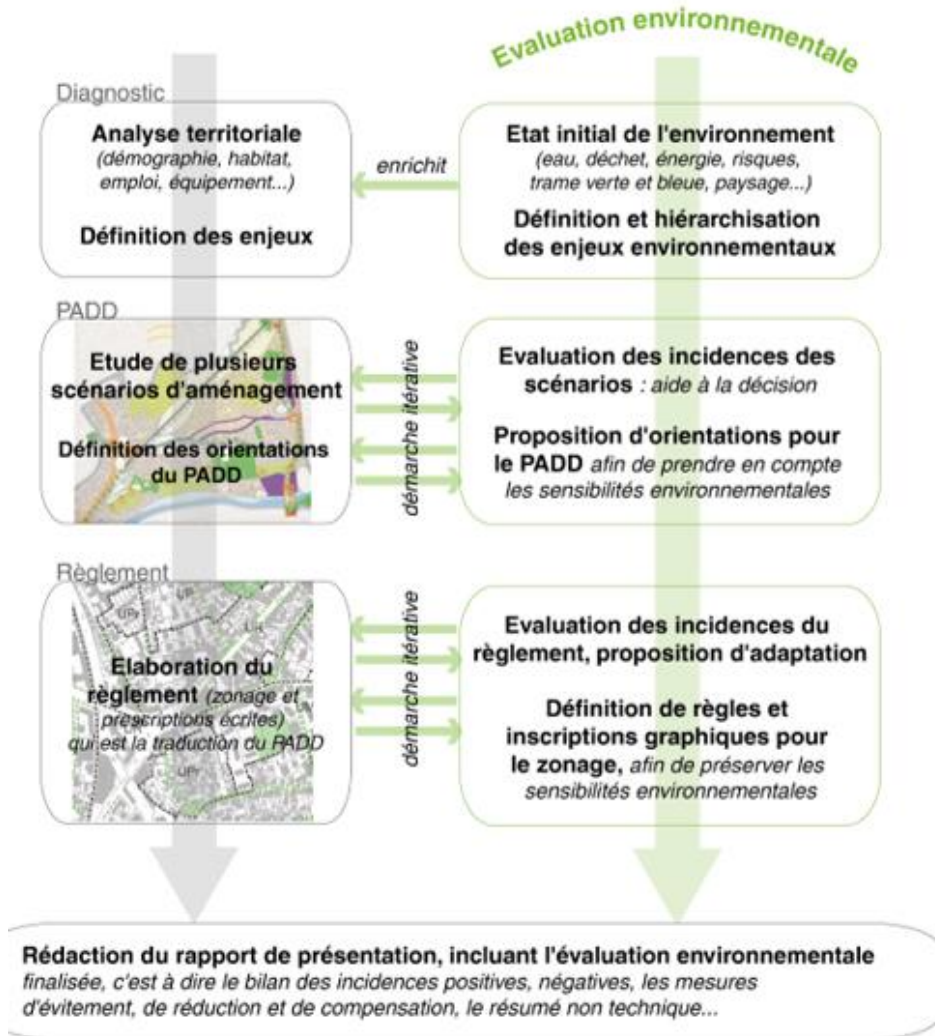 Evaluation environnementale
Diagnostic
Analyse territoriale
(démographie, habitat,
emploi, équipement...)
Définition des enjeux
enrichit
Etat initial de l'environnement
(eau, déchet, énergie, risques,
trame verte et bleue, paysage...)
Définition et hiérarchisation
des enjeux environnementaux
PADD
Etude de plusieurs
scénarios d'aménagement
Définition des orientations
du PADD
démarche itérative
Evaluation des incidences des
scénarios : aide à la décision
Proposition d'orientations pour
le PADD afin de prendre en compte
les sensibilités environnementales
Règlement
UPr
UP
Elaboration du
règlement (zonage et
prescriptions écrites)
qui est la traduction du PADD
UPr
démarche itérative
Evaluation des incidences du
règlement, proposition d'adaptation
Définition de règles et
inscriptions graphiques pour
le zonage, afin de préserver les
sensibilités environnementales
Rédaction du rapport de présentation, incluant l'évaluation environnementale
finalisée, c'est à dire le bilan des incidences positives, négatives, les mesures
d'évitement, de réduction et de compensation, le résumé non technique...